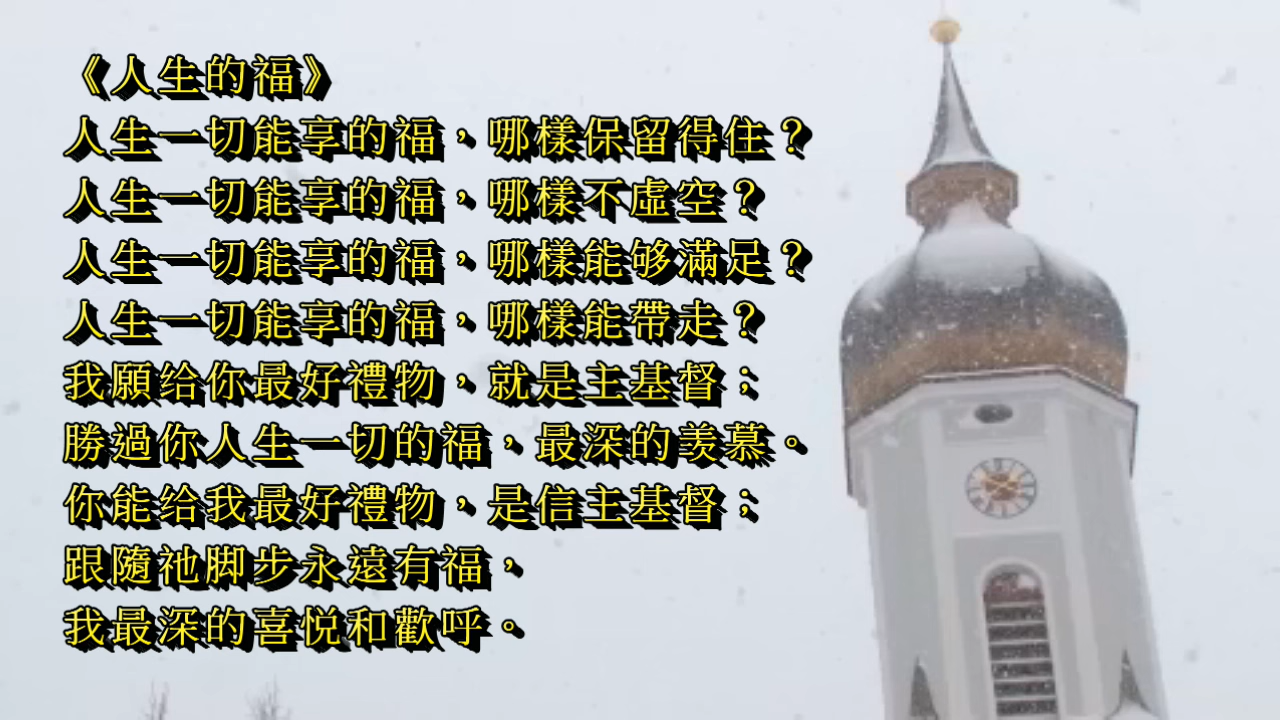 《人生的福》
人生一切能享的福，哪樣保留得住？
人生一切能享的福，哪樣不虛空？
人生一切能享的福，哪樣能够滿足？
人生一切能享的福，哪樣能帶走？
我願给你最好禮物，就是主基督；
勝過你人生一切的福，最深的羡慕。
你能给我最好禮物，是信主基督；
跟隨祂脚步永遠有福，
我最深的喜悦和歡呼。